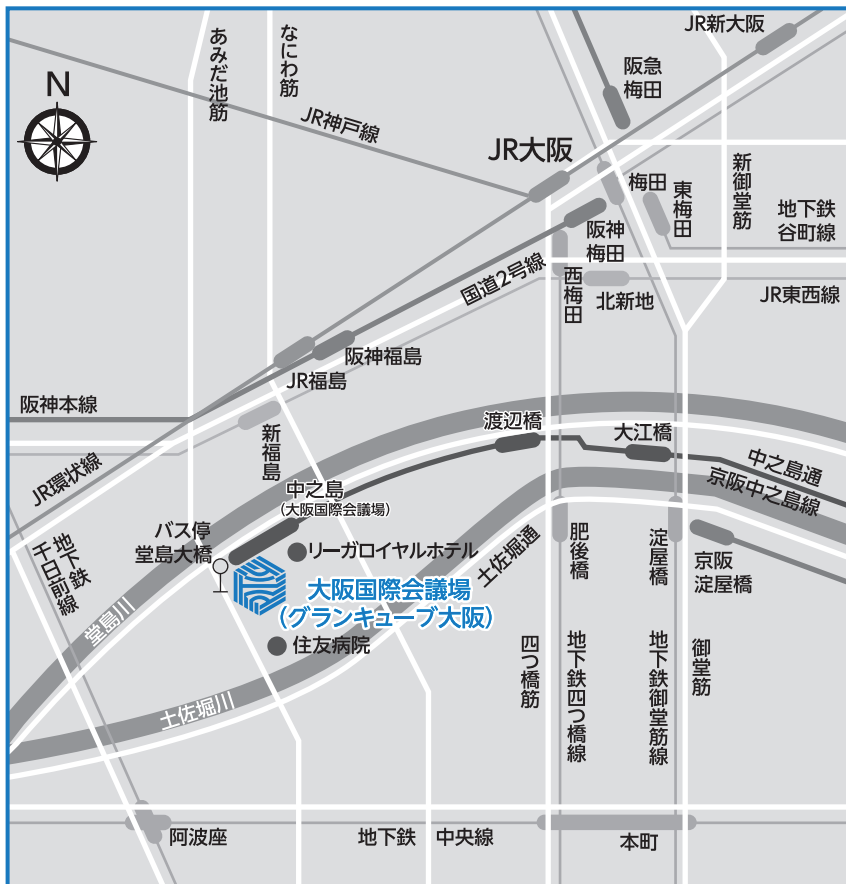 JR新大阪
あみだ池筋
なにわ筋
阪急
梅田
N
JR神戸線
JR大阪
新御堂筋
梅田
東梅田
地下鉄
谷町線
阪神
梅田
国道2号線
西梅田
北新地
JR東西線
阪神福島
JR福島
阪神本線
新福島
渡辺橋
大江橋
中之島通
京阪中之島線
JR環状線
中之島
(大阪国際会議場)
バス停
堂島大橋
リーガロイヤルホテル
土佐堀通
肥後橋
淀屋橋
京阪
淀屋橋
地下鉄
千日前線
大阪国際会議場
(グランキューブ大阪)
堂島川
住友病院
四つ橋筋
地下鉄四つ橋線
地下鉄御堂筋線
御堂筋
土佐堀川
阿波座
地下鉄 中央線
本町